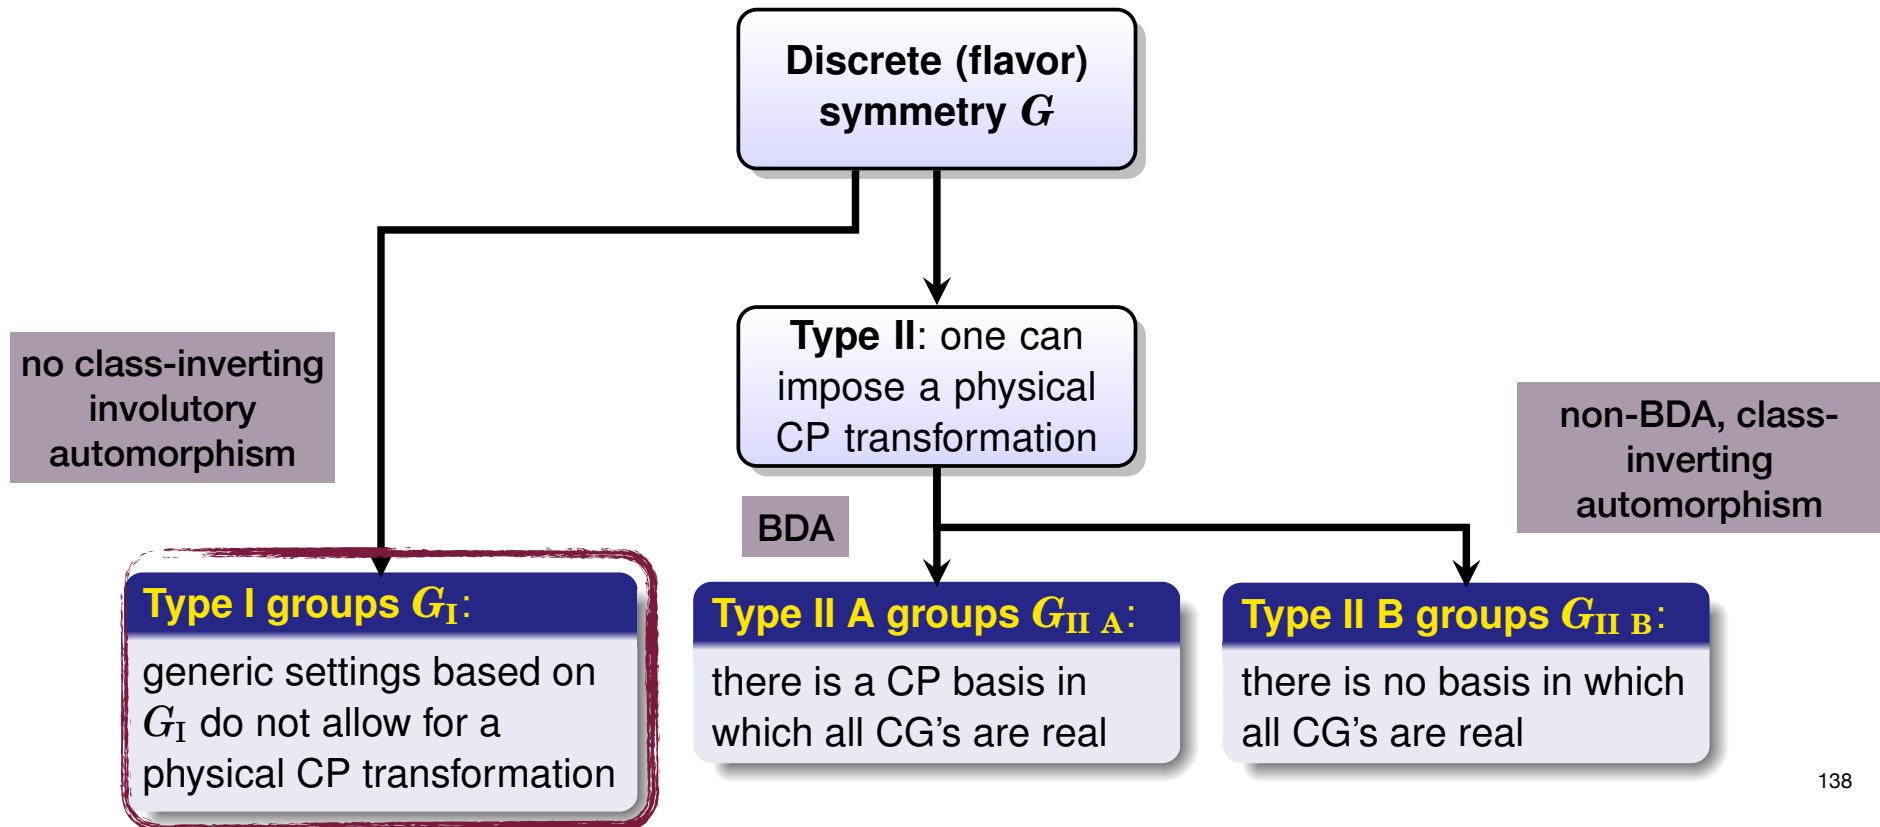 Discrete (flavor)
symmetry G
no class-inverting
involutory
automorphism
Type II: one can
impose a physical
CP transformation
non-BDA, class-
inverting
automorphism
BDA
Type I groups G_I:
generic settings based on
G_I do not allow for a
physical CP transformation
Type II A groups G_II A:
there is a CP basis in
which all CG's are real
Type II B groups G_II B:
there is no basis in which
all CG's are real
138